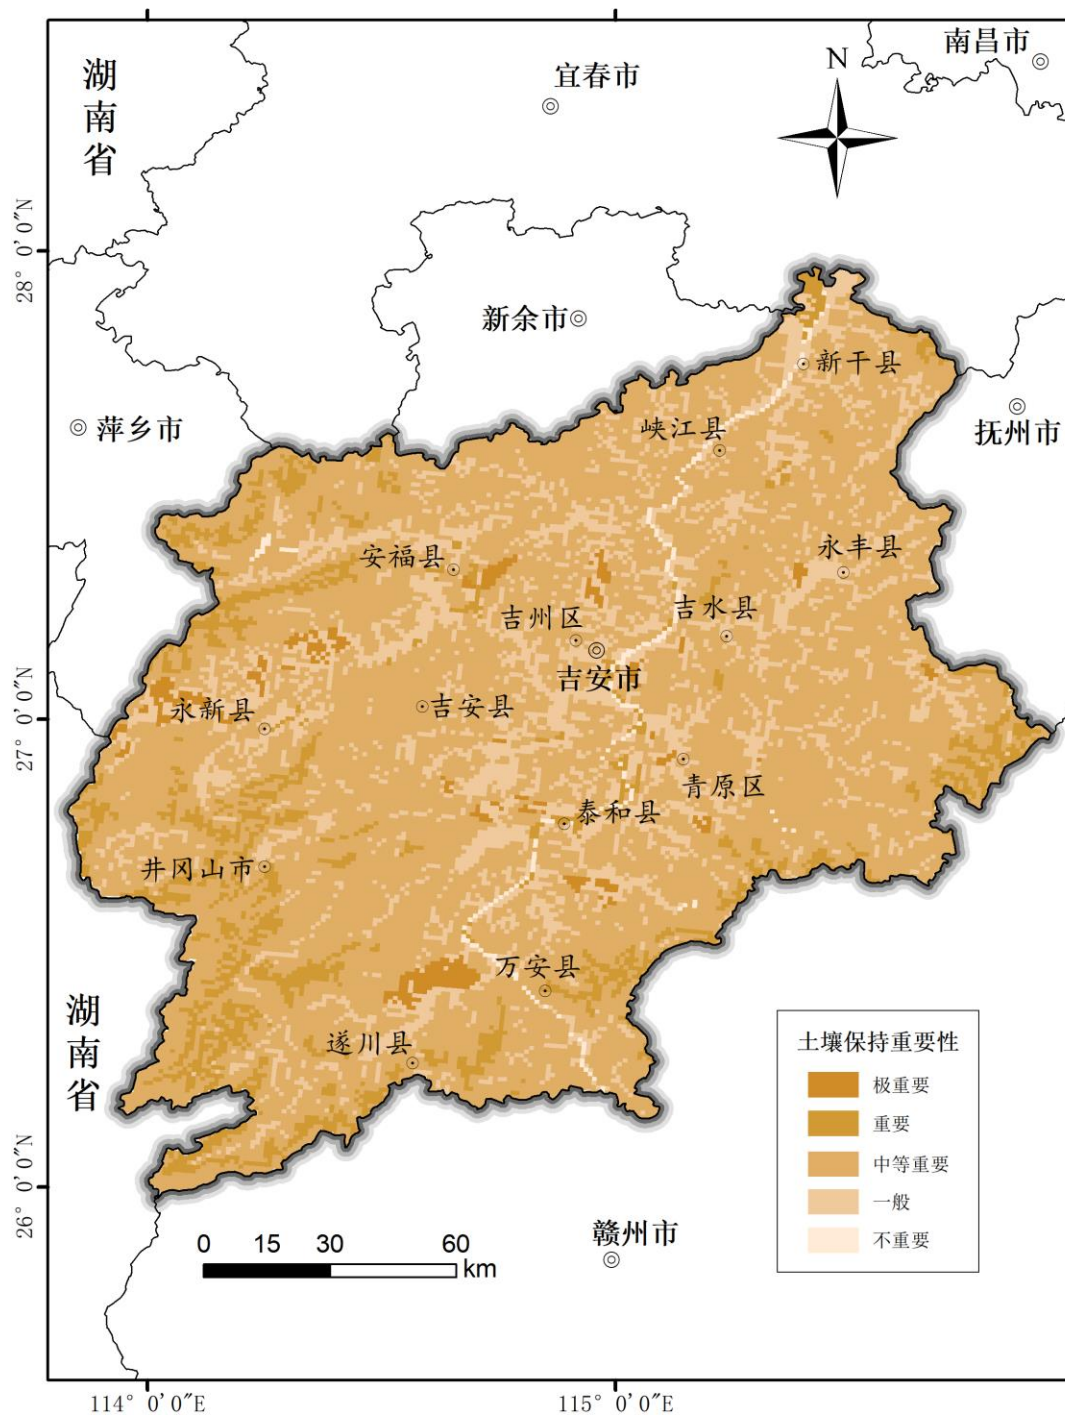 南昌市
宜春市
N
湖南省
28° 0′0″N
新余市
新干县
萍乡市
峡江县
抚州市
安福县
永丰县
吉州区
吉水县
吉安市
27° 0′0″N
永新县
吉安县
青原区
泰和县
井冈山市
万安县
湖南省
遂川县
土壤保持重要性
极重要
重要
中等重要
一般
不重要
26° 0′0″N
赣州市
0 15 30 60
km
114° 0′0″E
115° 0′0″E